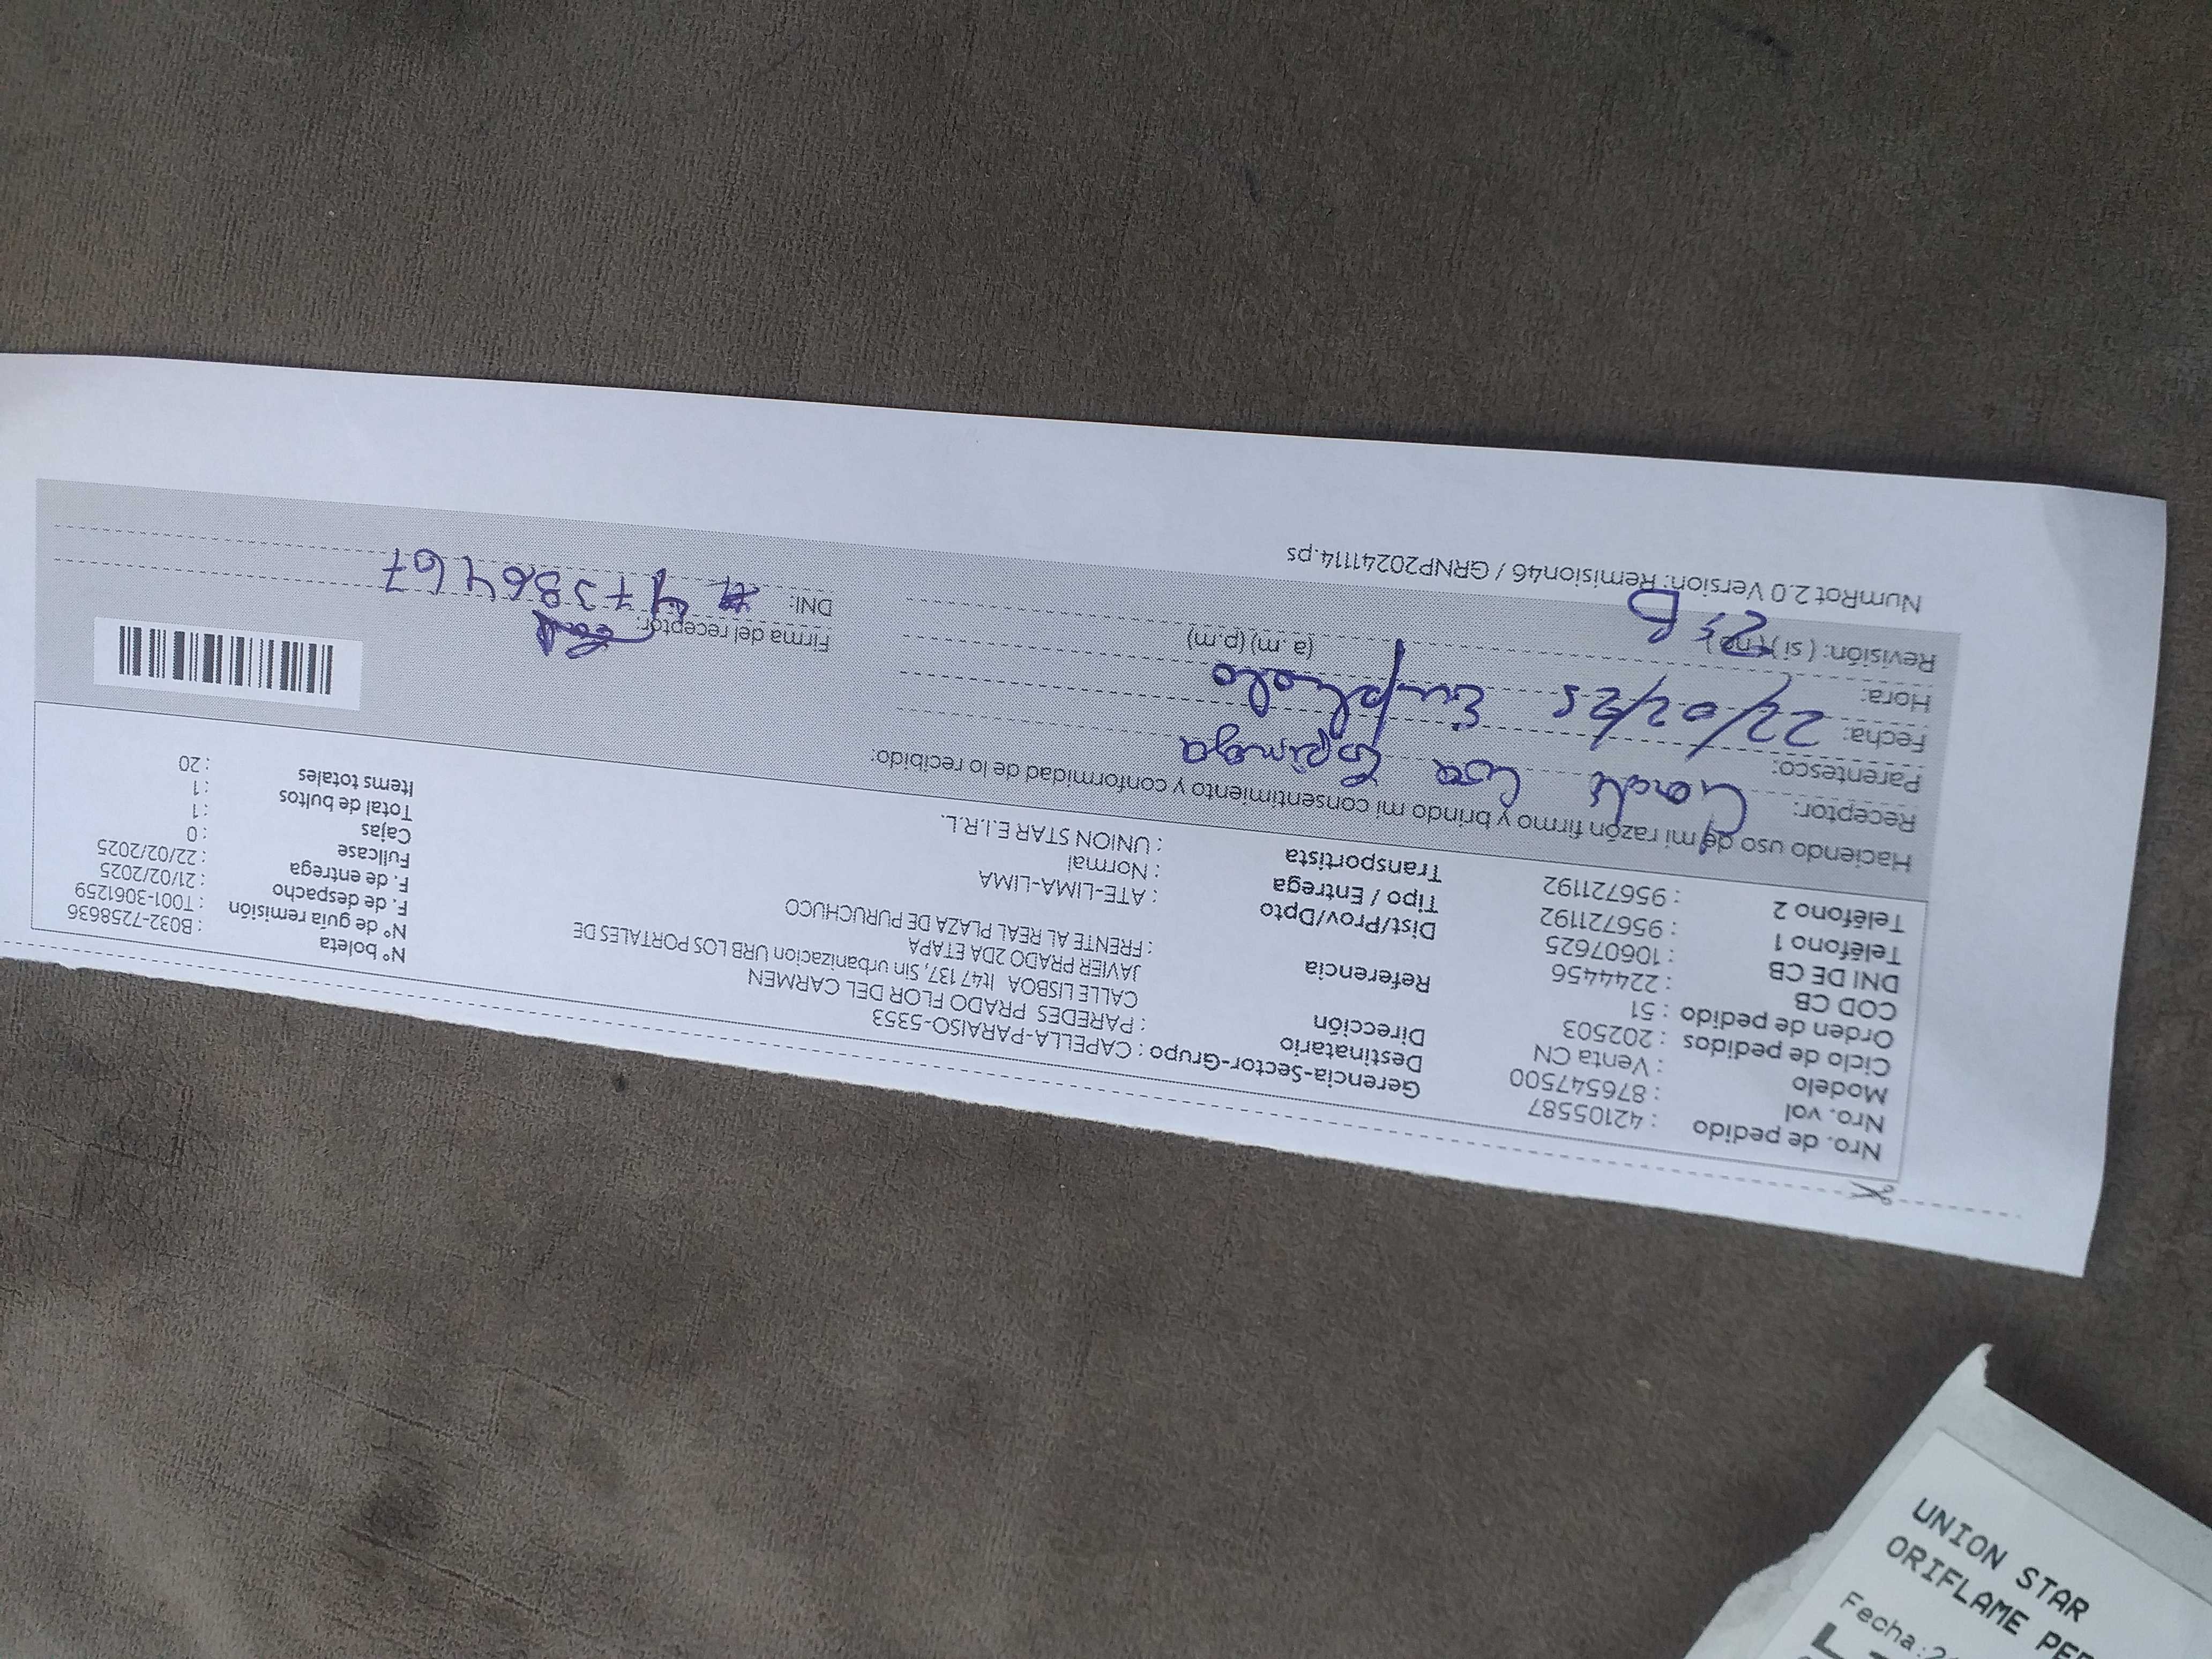 Nro. de pedido : 42105587
Nro. vol : 876547500
Modelo : Venta CN
Ciclo de pedidos : 202503
Orden de pedido : 51
COD CB : 2244456
DNI DE CB : 10607625
Teléfono 1 : 956721192
Teléfono 2 : 956721192
Gerencia-Sector-Grupo : CAPELLA-PARAISO-5353
Destinatario : PAREDES PRADO FLOR DEL CARMEN
Dirección CALLE LISBOA lt47 137, Sin urbanizacion URB LOS PORTALES DE
JAVIER PRADO 2DA ETAPA
Referencia : FRENTE AL REAL PLAZA DE PURUCHUCO
Dist/Prov/Dpto : ATE-LIMA-LIMA
Tipo / Entrega : Normal
Transportista : UNION STAR E.I.R.L.
N° boleta : B032-7258636
N° de guía remisión : T001-3061259
F. de despacho : 21/02/2025
F. de entrega : 22/02/2025
Fullcase : 0
Cajas : 1
Total de bultos : 1
Items totales : 20
Haciendo uso de mi razón firmo y brindo mi consentimiento y conformidad de lo recibido:
Receptor: Espinoza
Parentesco: Empleado
Fecha: 22/02/25
Hora: (a.m) (p.m)
Revisión: (si) (no)
Firma del receptor:
DNI: 47386467
NumRot 2.0 Version: Remision46 / GRNP20241114.ps
UNION STAR
ORIFLAME
Fecha: